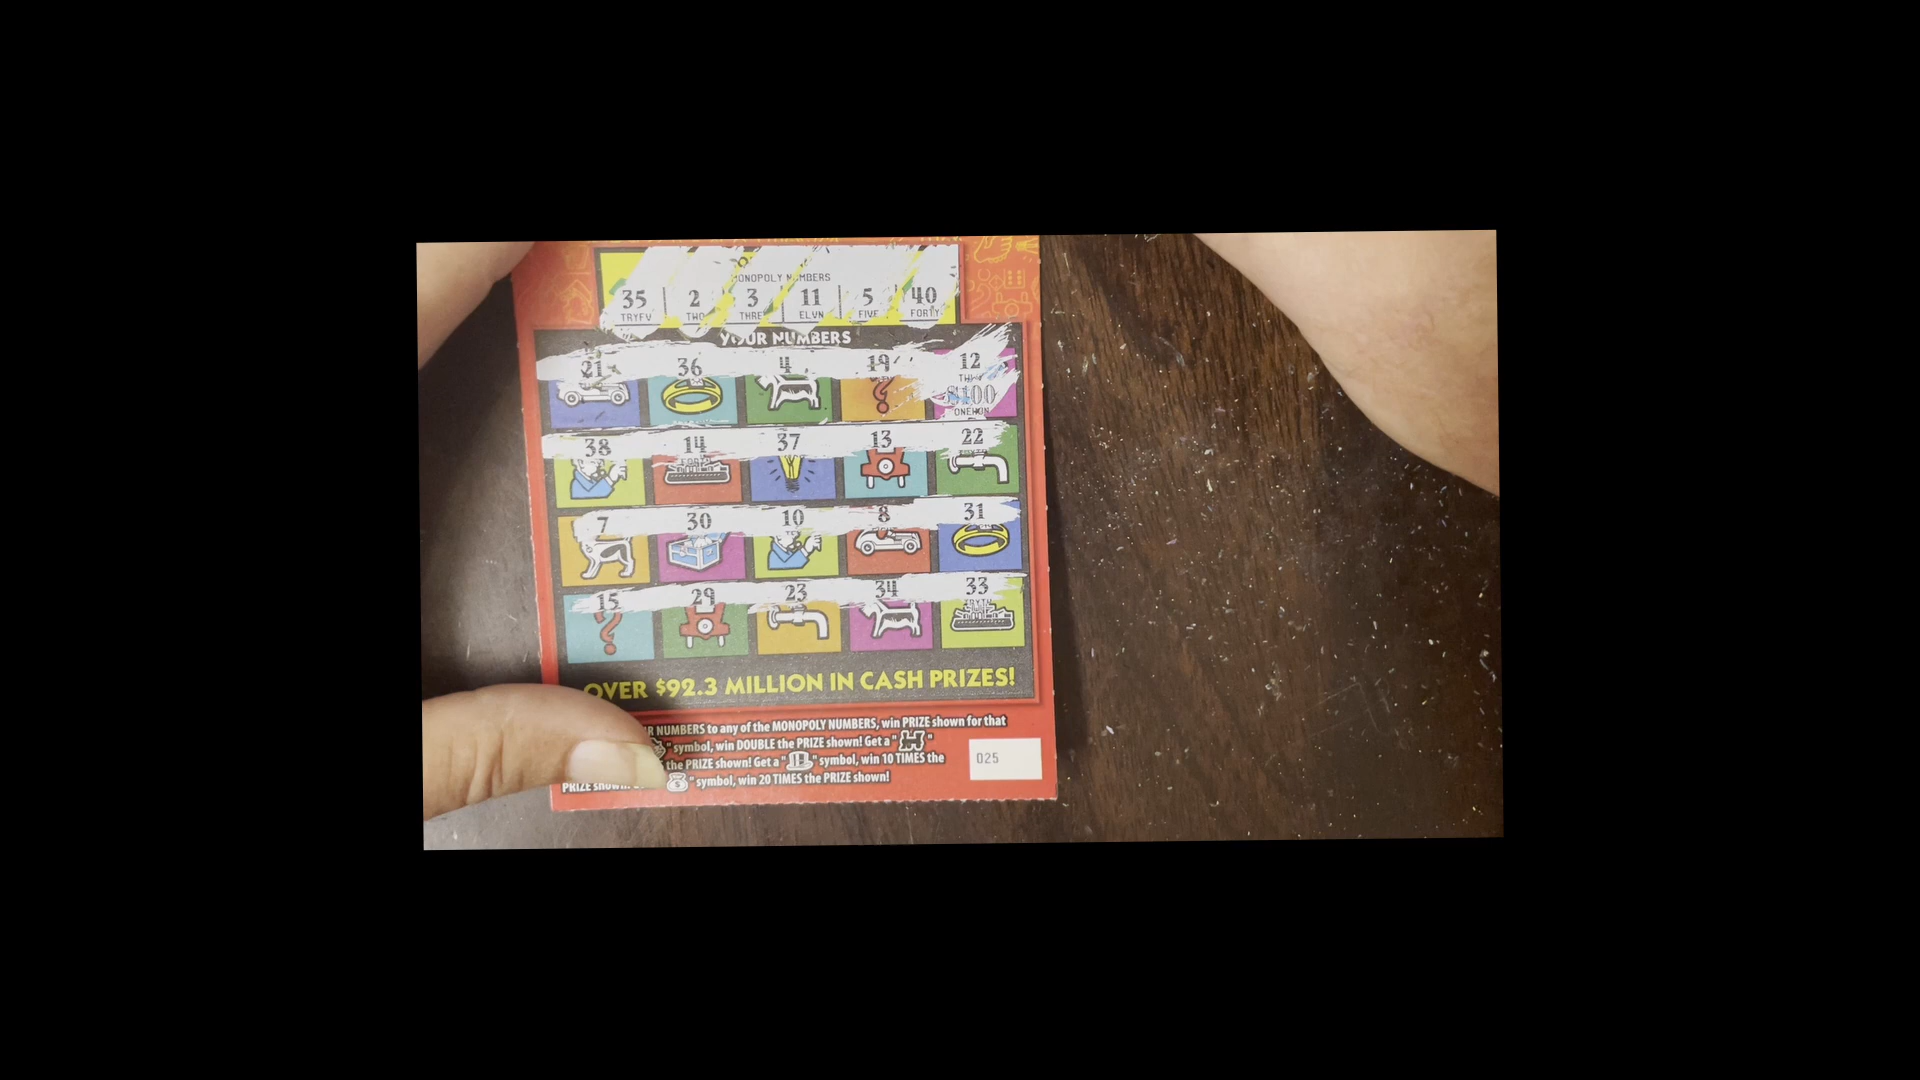 MONOPOLY NUMBERS
35 2 3 11 5 40
TRYFV TWO THRE ELVN FIVE FORTY
YOUR NUMBERS
21 36 4 19 12
$100
ONEHUN
38 14 37 13 22
7 30 10 8 31
15 29 23 34 33
OVER $92.3 MILLION IN CASH PRIZES!
R NUMBERS to any of the MONOPOLY NUMBERS, win PRIZE shown for that
" symbol, win DOUBLE the PRIZE shown! Get a " "
the PRIZE shown! Get a " " symbol, win 10 TIMES the
PRIZE " symbol, win 20 TIMES the PRIZE shown!
025